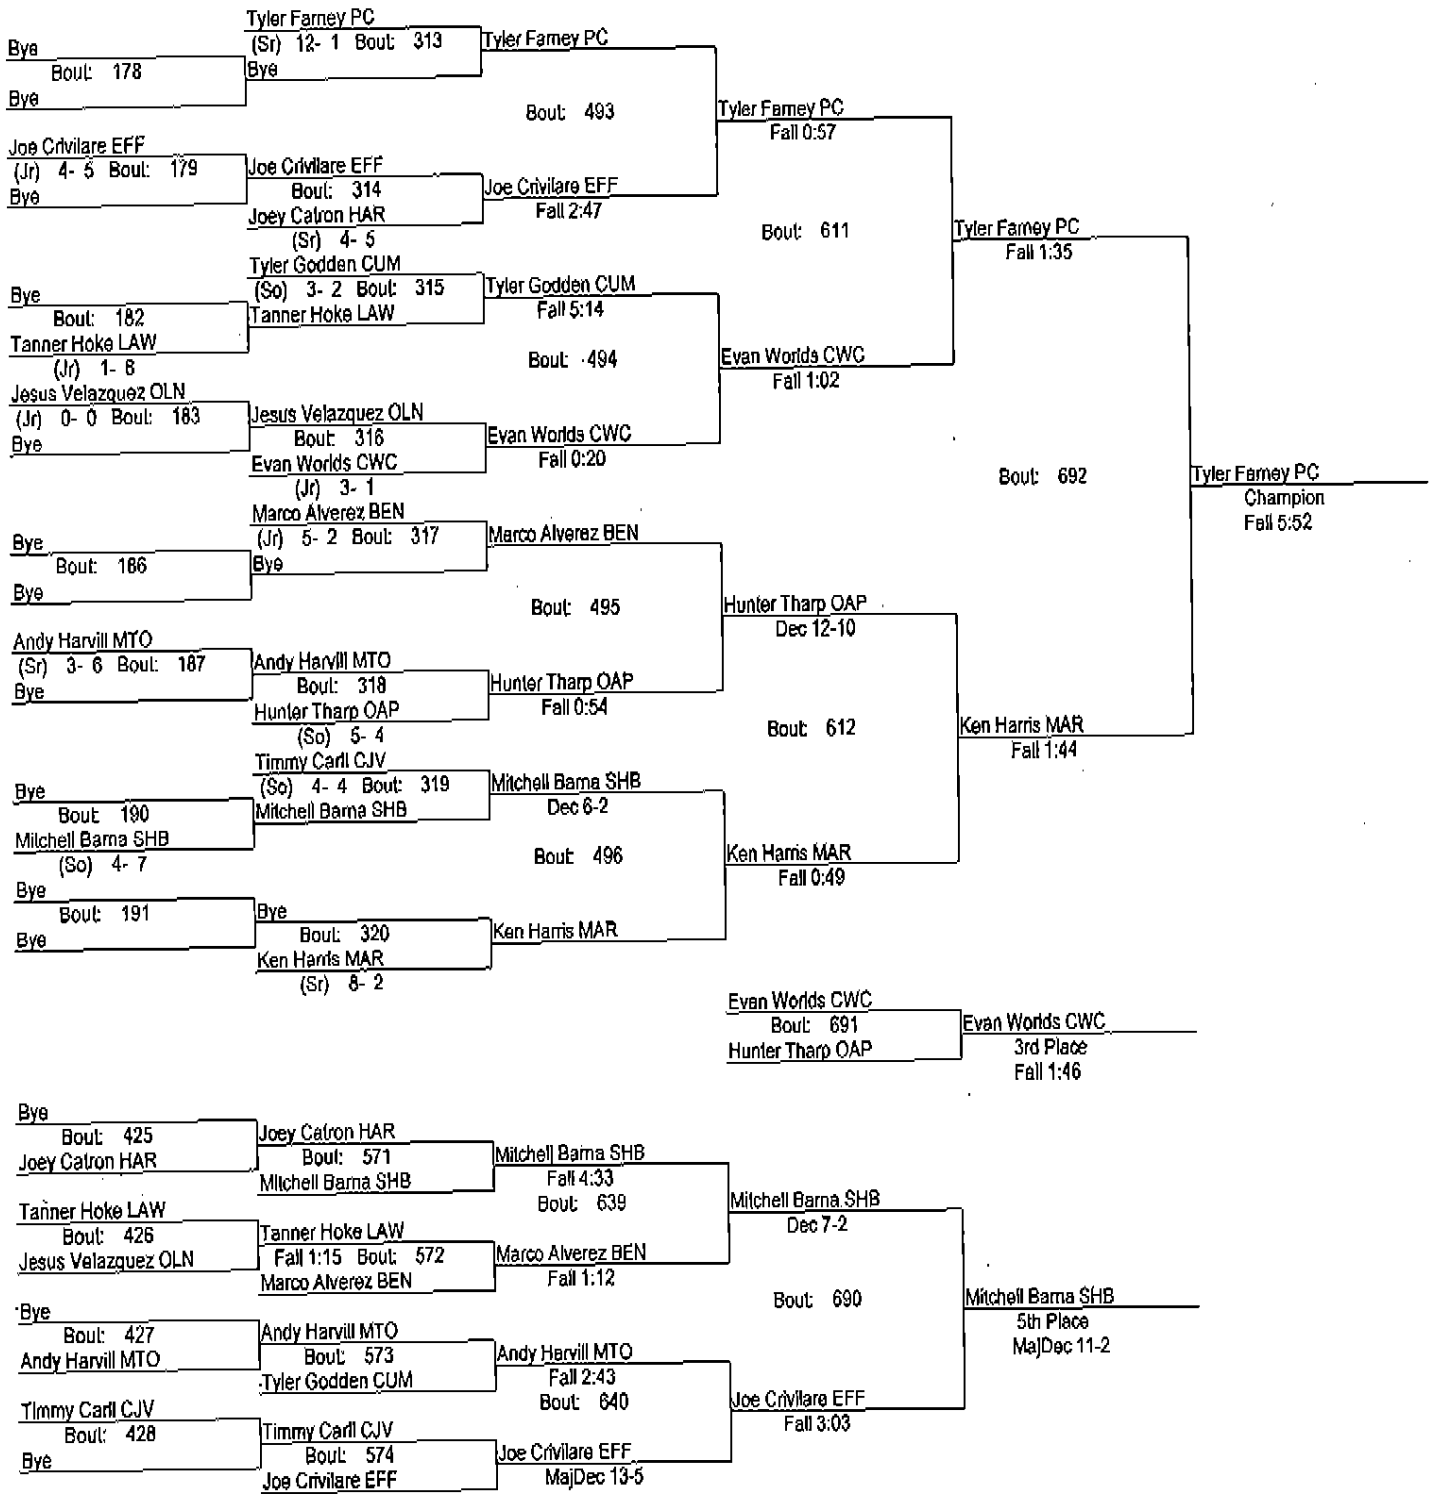 Tyler Farney PC
(Sr) 12- 1 Bout: 313
Bye
Bye
Bout: 178
Bye
Tyler Farney PC
Bout: 493
Joe Crivilare EFF
(Jr) 4- 5 Bout: 179
Bye
Joe Crivilare EFF
Bout: 314
Joey Catron HAR
(Sr) 4- 5
Joe Crivilare EFF
Fall 2:47
Tyler Farney PC
Fall 0:57
Bout: 611
Tyler Godden CUM
(So) 3- 2 Bout: 315
Tanner Hoke LAW
Bye
Bout: 182
Tanner Hoke LAW
(Jr) 1- 8
Tyler Godden CUM
Fall 5:14
Bout: 494
Jesus Velazquez OLN
(Jr) 0- 0 Bout: 183
Bye
Jesus Velazquez OLN
Bout: 316
Evan Worlds CWC
(Jr) 3- 1
Evan Worlds CWC
Fall 0:20
Evan Worlds CWC
Fall 1:02
Tyler Farney PC
Fall 1:35
Bout: 692
Tyler Farney PC
Champion
Fall 5:52
Marco Alverez BEN
(Jr) 5- 2 Bout: 317
Bye
Bye
Bout: 186
Bye
Marco Alverez BEN
Bout: 495
Andy Harvill MTO
(Sr) 3- 6 Bout: 187
Bye
Andy Harvill MTO
Bout: 318
Hunter Tharp OAP
(So) 5- 4
Hunter Tharp OAP
Fall 0:54
Hunter Tharp OAP
Dec 12-10
Bout: 612
Timmy Carll CJV
(So) 4- 4 Bout: 319
Mitchell Barna SHB
Bye
Bout: 190
Mitchell Barna SHB
(So) 4- 7
Mitchell Barna SHB
Dec 6-2
Bout: 496
Bye
Bout: 191
Bye
Bye
Bout: 320
Ken Harris MAR
(Sr) 8- 2
Ken Harris MAR
Ken Harris MAR
Fall 0:49
Ken Harris MAR
Fall 1:44
Evan Worlds CWC
Bout: 691
Hunter Tharp OAP
Evan Worlds CWC
3rd Place
Fall 1:46
Bye
Bout: 425
Joey Catron HAR
Joey Catron HAR
Bout: 571
Mitchell Barna SHB
Mitchell Barna SHB
Fall 4:33
Bout: 639
Tanner Hoke LAW
Bout: 426
Jesus Velazquez OLN
Tanner Hoke LAW
Fall 1:15 Bout: 572
Marco Alverez BEN
Marco Alverez BEN
Fall 1:12
Mitchell Barna SHB
Dec 7-2
Bout: 690
Bye
Bout: 427
Andy Harvill MTO
Andy Harvill MTO
Bout: 573
Tyler Godden CUM
Andy Harvill MTO
Fall 2:43
Bout: 640
Timmy Carll CJV
Bout: 428
Bye
Timmy Carll CJV
Bout: 574
Joe Crivilare EFF
Joe Crivilare EFF
MajDec 13-5
Joe Crivilare EFF
Fall 3:03
Mitchell Barna SHB
5th Place
MajDec 11-2